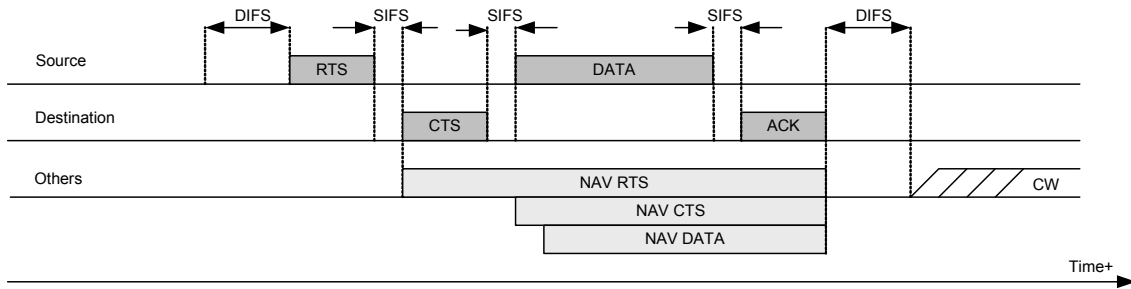 DIFS
SIFS
SIFS
SIFS
DIFS
Source
RTS
DATA
Destination
CTS
ACK
Others
NAV RTS
CW
NAV CTS
NAV DATA
Time+